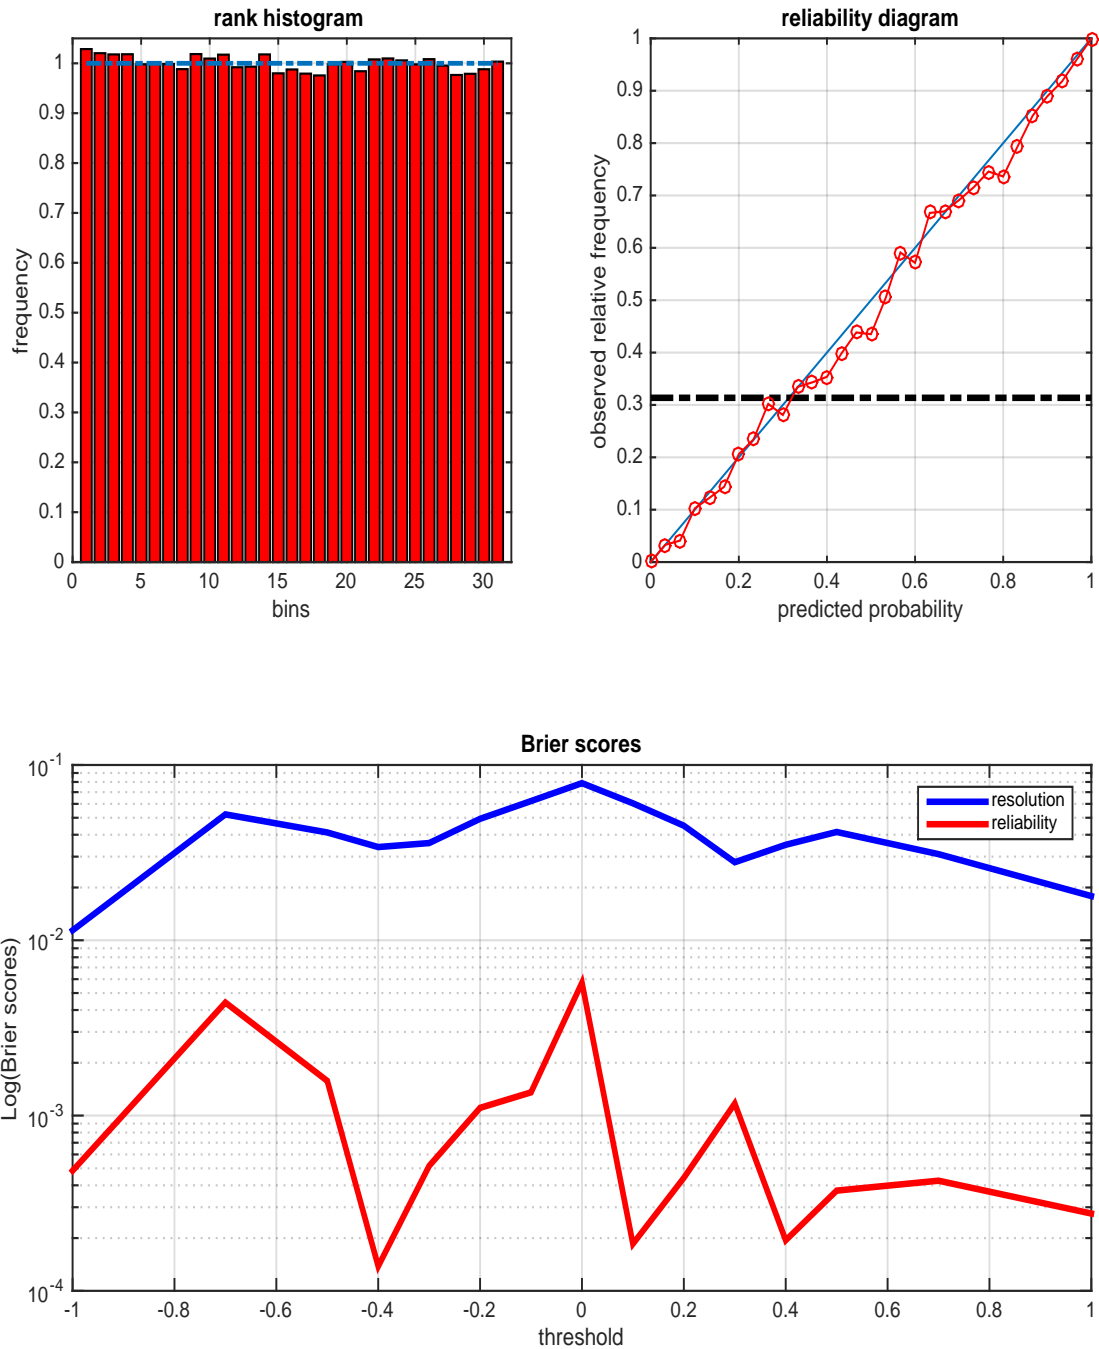 rank histogram
1
0.9
0.8
0.7
0.6
0.5
0.4
0.3
0.2
0.1
0
frequency
0 5 10 15 20 25 30
bins
reliability diagram
1
0.9
0.8
0.7
0.6
0.5
0.4
0.3
0.2
0.1
0
observed relative frequency
0 0.2 0.4 0.6 0.8 1
predicted probability
Brier scores
10-1
10-2
10-3
10-4
Log(Brier scores)
resolution
reliability
-1 -0.8 -0.6 -0.4 -0.2 0 0.2 0.4 0.6 0.8 1
threshold